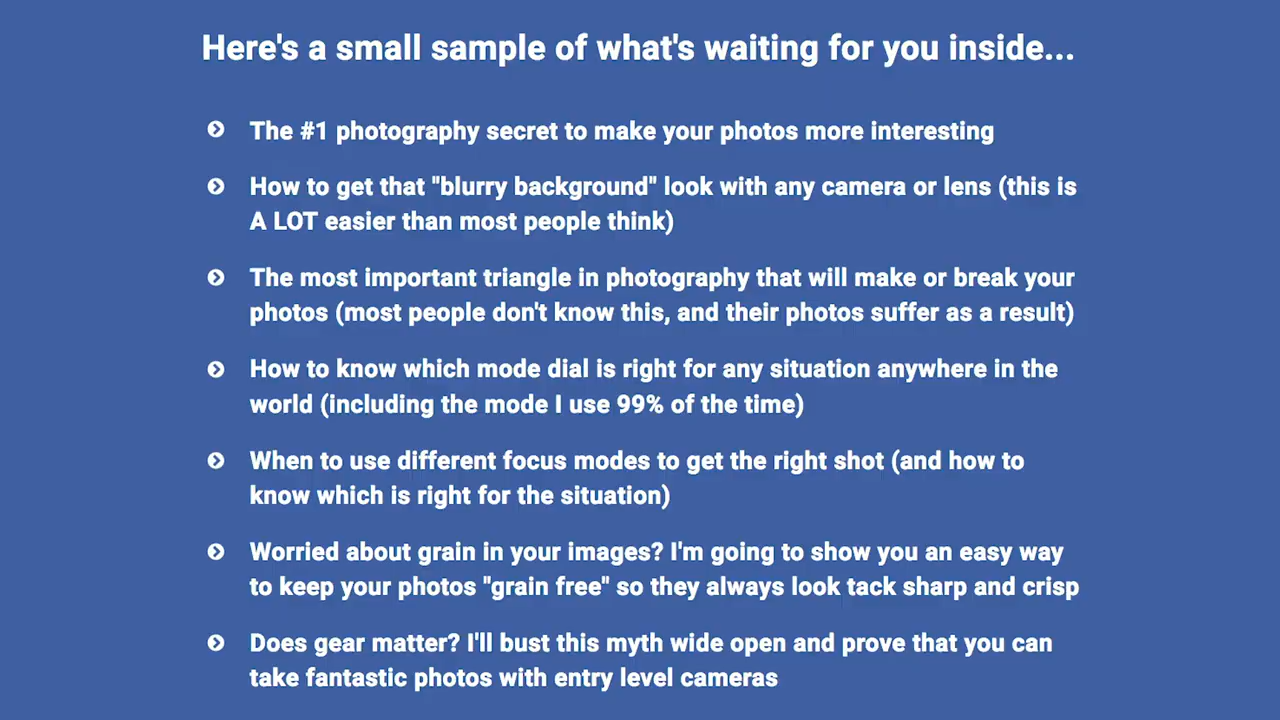 Here's a small sample of what's waiting for you inside...
The #1 photography secret to make your photos more interesting
How to get that "blurry background" look with any camera or lens (this is
A LOT easier than most people think)
The most important triangle in photography that will make or break your
photos (most people don't know this, and their photos suffer as a result)
How to know which mode dial is right for any situation anywhere in the
world (including the mode I use 99% of the time)
When to use different focus modes to get the right shot (and how to
know which is right for the situation)
Worried about grain in your images? I'm going to show you an easy way
to keep your photos "grain free" so they always look tack sharp and crisp
Does gear matter? I'll bust this myth wide open and prove that you can
take fantastic photos with entry level cameras